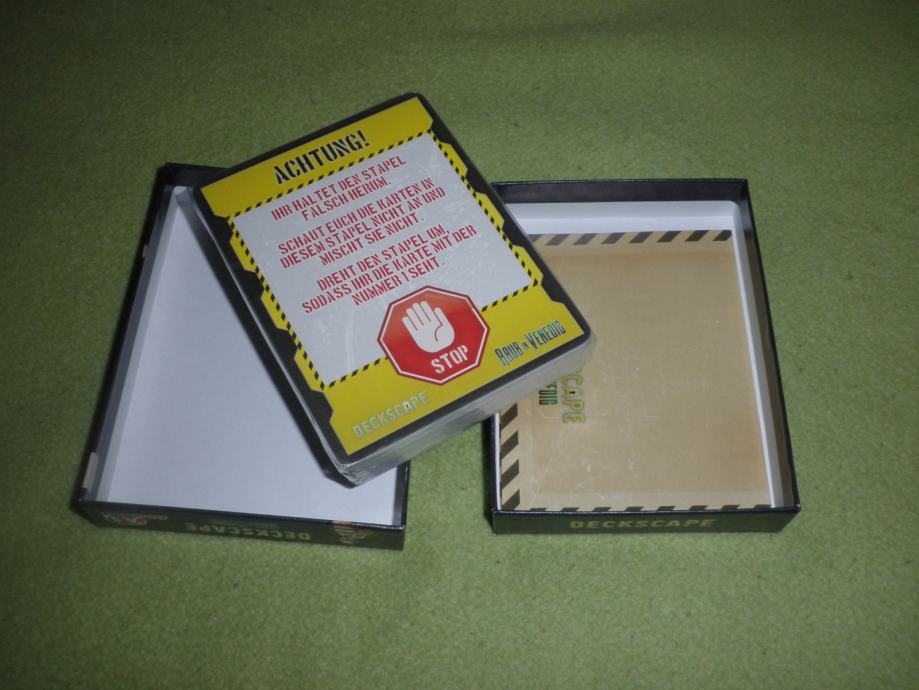 ACHTUNG!
IHR HALTET DEN STAPEL
FALSCH HERUM.
SCHAUT EUCH DIE KARTEN IN
DIESEM STAPEL NICHT AN UND
MISCHT SIE NICHT.
DREHT DEN STAPEL UM,
SODASS IHR DIE KARTE MIT DER
NUMMER 1 SEHT.
STOP
RAUB IN VENEDIG
DECKSCAPE
DECKSCAPE
DECKSCAPE